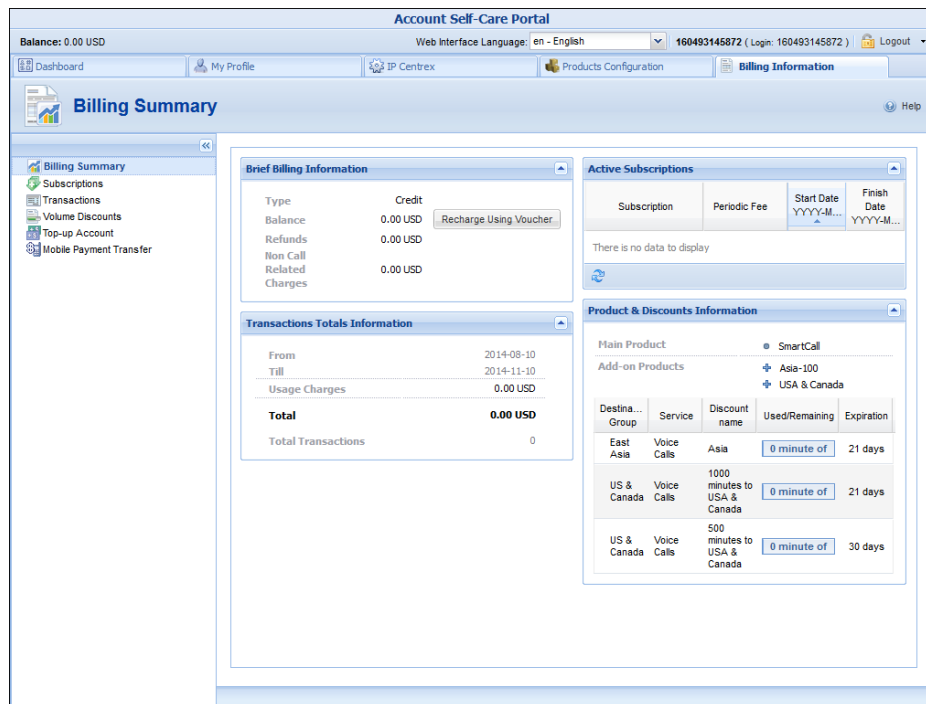 Account Self-Care Portal
Balance: 0.00 USD
Web Interface Language: en - English
160493145872 ( Login: 160493145872 )
Logout
Dashboard
My Profile
IP Centrex
Products Configuration
Billing Information
Billing Summary
Help
Billing Summary
Subscriptions
Transactions
Volume Discounts
Top-up Account
Mobile Payment Transfer
Brief Billing Information
Type Credit
Balance 0.00 USD Recharge Using Voucher
Refunds 0.00 USD
Non Call
Related 0.00 USD
Charges
Transactions Totals Information
From 2014-08-10
Till 2014-11-10
Usage Charges 0.00 USD
Total 0.00 USD
Total Transactions 0
Active Subscriptions
Subscription
Periodic Fee
Start Date
YYYY-M...
Finish
Date
YYYY-M...
There is no data to display
Product & Discounts Information
Main Product SmartCall
Add-on Products Asia-100
USA & Canada
Destina...
Group
Service
Discount
name
Used/Remaining
Expiration
East
Asia
Voice
Calls
Asia
0 minute of
21 days
US &
Canada
Voice
Calls
1000
minutes to
USA &
Canada
0 minute of
21 days
US &
Canada
Voice
Calls
500
minutes to
USA &
Canada
0 minute of
30 days